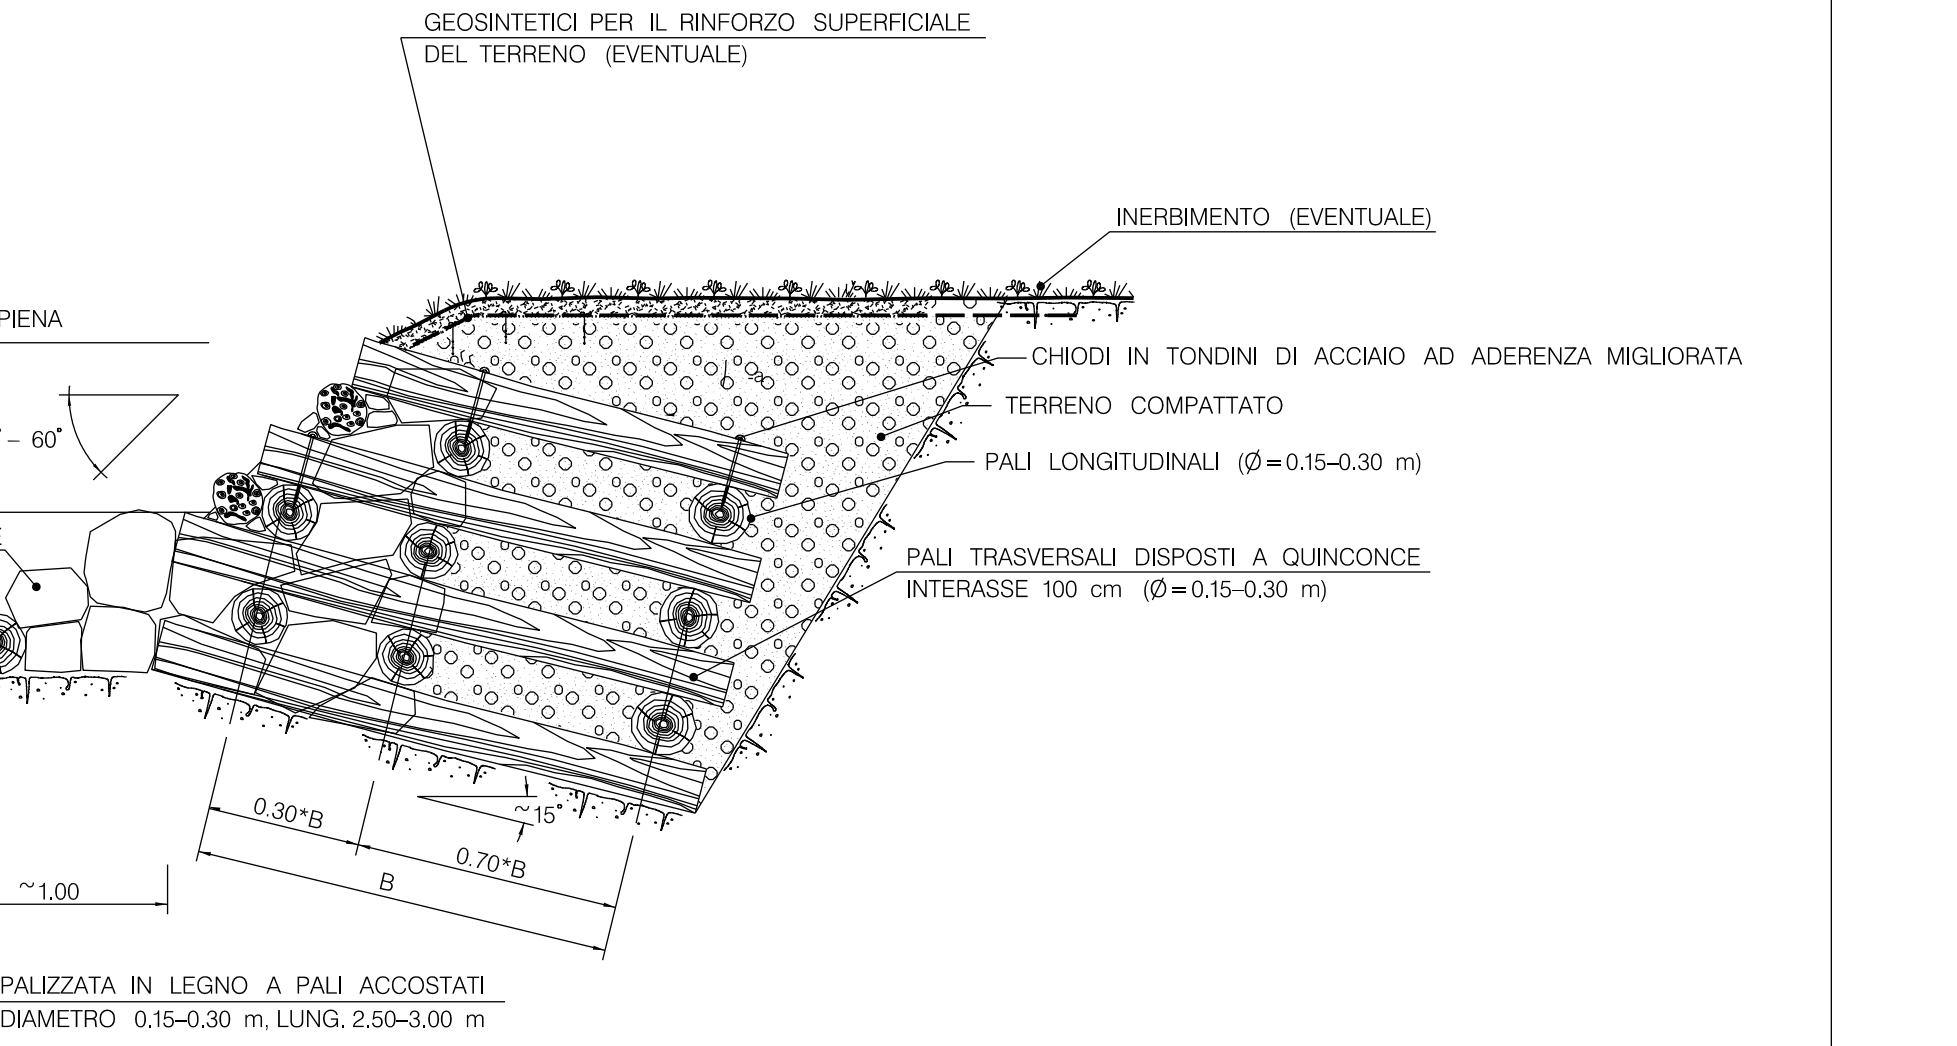 GEOSINTETICI PER IL RINFORZO SUPERFICIALE
DEL TERRENO (EVENTUALE)
INERBIMENTO (EVENTUALE)
PIENA
CHIODI IN TONDINI DI ACCIAIO AD ADERENZA MIGLIORATA
TERRENO COMPATTATO
– 60°
PALI LONGITUDINALI (Ø=0.15–0.30 m)
E
PALI TRASVERSALI DISPOSTI A QUINCONCE
INTERASSE 100 cm (Ø=0.15–0.30 m)
0.30*B
~15°
0.70*B
B
~1.00
PALIZZATA IN LEGNO A PALI ACCOSTATI
DIAMETRO 0.15–0.30 m, LUNG. 2.50–3.00 m